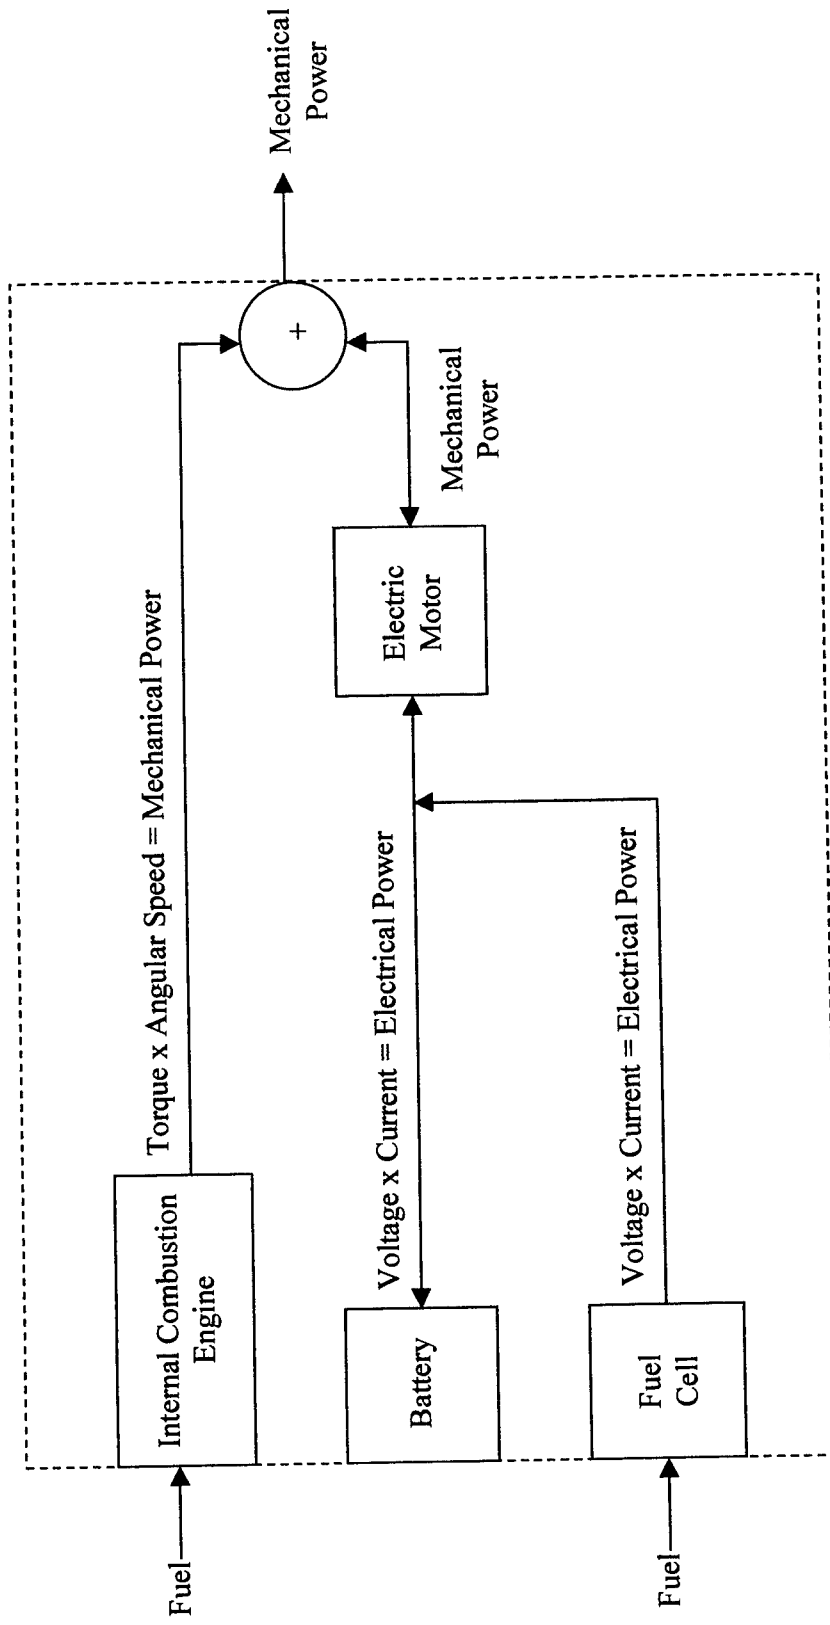 Fuel
Internal Combustion
Engine
Torque x Angular Speed = Mechanical Power
+
Mechanical
Power
Battery
Voltage x Current = Electrical Power
Electric
Motor
Mechanical
Power
Fuel
Fuel
Cell
Voltage x Current = Electrical Power